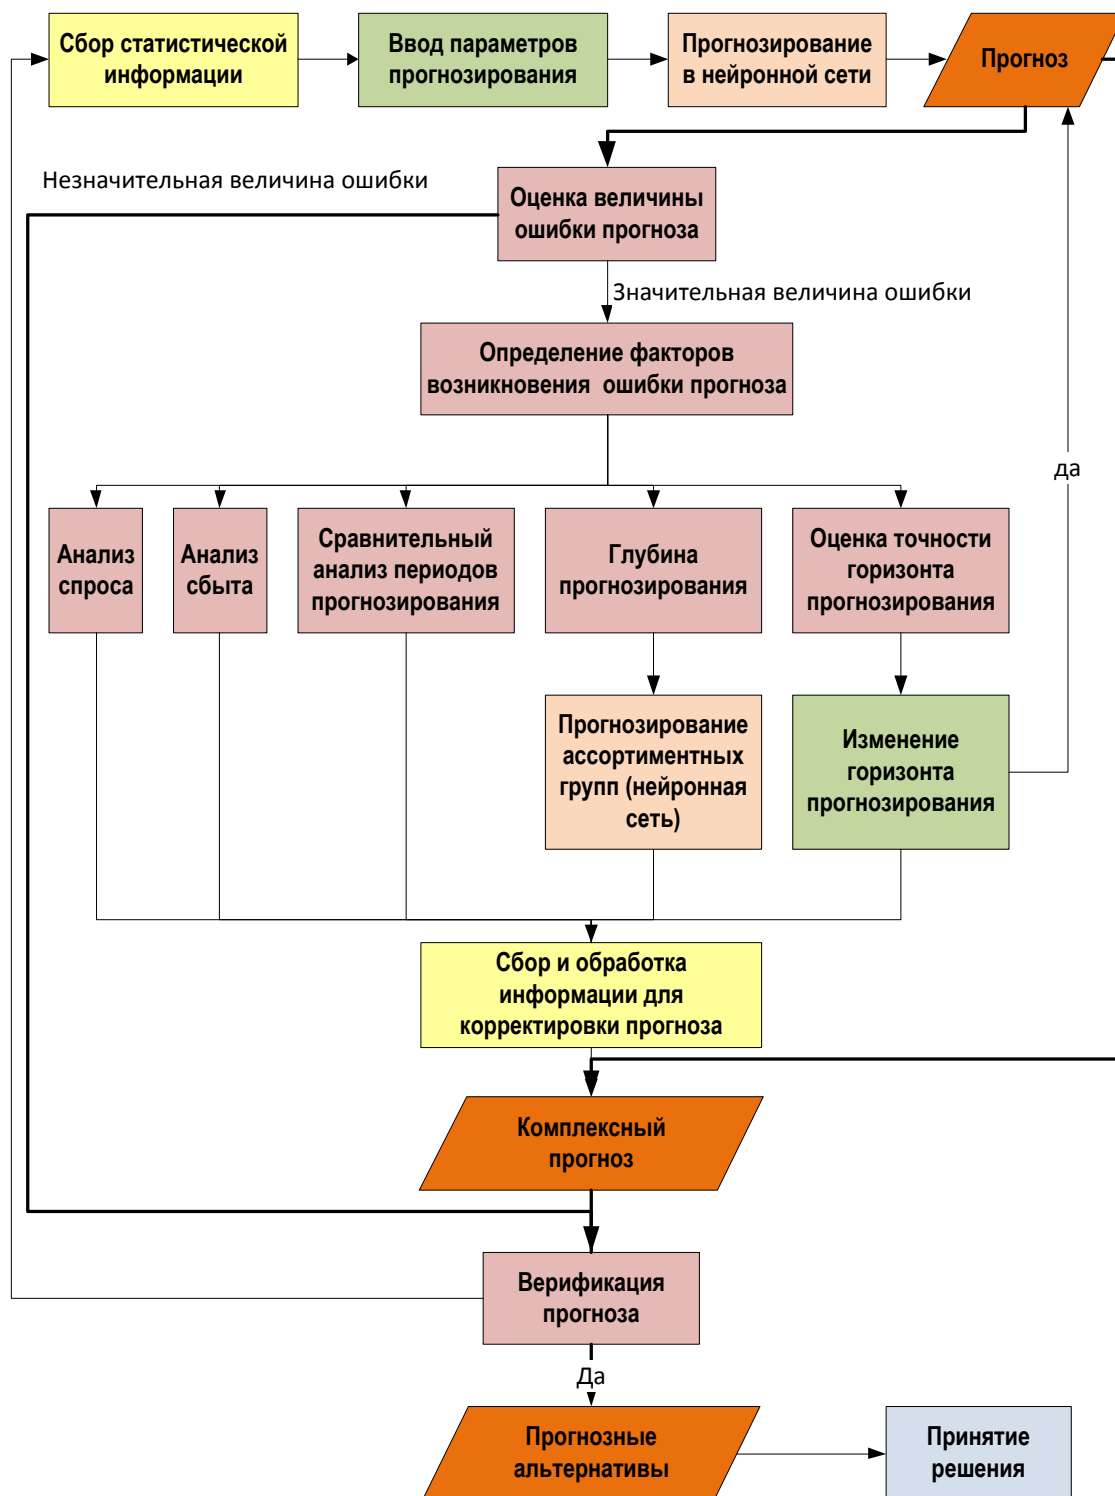 Сбор статистической
информации
Ввод параметров
прогнозирования
Прогнозирование
в нейронной сети
Прогноз
Незначительная величина ошибки
Оценка величины
ошибки прогноза
Значительная величина ошибки
Определение факторов
возникновения ошибки прогноза
да
Анализ
спроса
Анализ
сбыта
Сравнительный
анализ периодов
прогнозирования
Глубина
прогнозирования
Оценка точности
горизонта
прогнозирования
Прогнозирование
ассортиментных
групп (нейронная
сеть)
Изменение
горизонта
прогнозирования
Сбор и обработка
информации для
корректировки прогноза
Комплексный
прогноз
Верификация
прогноза
Да
Прогнозные
альтернативы
Принятие
решения